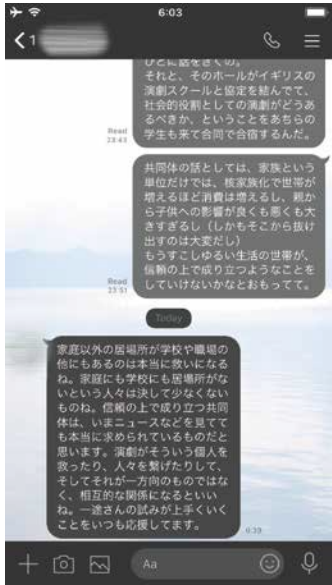 6:03
1
ひとに話をきくの。
それと、そのホールがイギリスの
演劇スクールと協定を結んでて、
社会的役割としての演劇がどうあ
るべきか、ということをあちらの
学生も来て合同で合宿するんだ。
Read
23:43
共同体の話としては、家族という
単位だけでは、核家族化で世帯が
増えるほど消費は増えるし、親か
ら子供への影響が良くも悪くも大
きすぎるし（しかもそこから抜け
出すのは大変だし）
もうすこしゆるい生活の世帯が、
信頼の上で成り立つようなことを
していけないかなとおもってて。
Read
23:51
Today
家庭以外の居場所が学校や職場の
他にもあるのは本当に救いになる
ね。家庭にも学校にも居場所がな
いという人々は決して少なくない
ものね。信頼の上で成り立つ共同
体は、いまニュースなどを見てて
も本当に求められているものだと
思います。演劇がそういう個人を
救ったり、人々を繋げたりして、
そしてそれが一方向のものではな
く、相互的な関係になるといい
ね。一途さんの試みが上手くいく
ことをいつも応援してます。
0:39
Aa